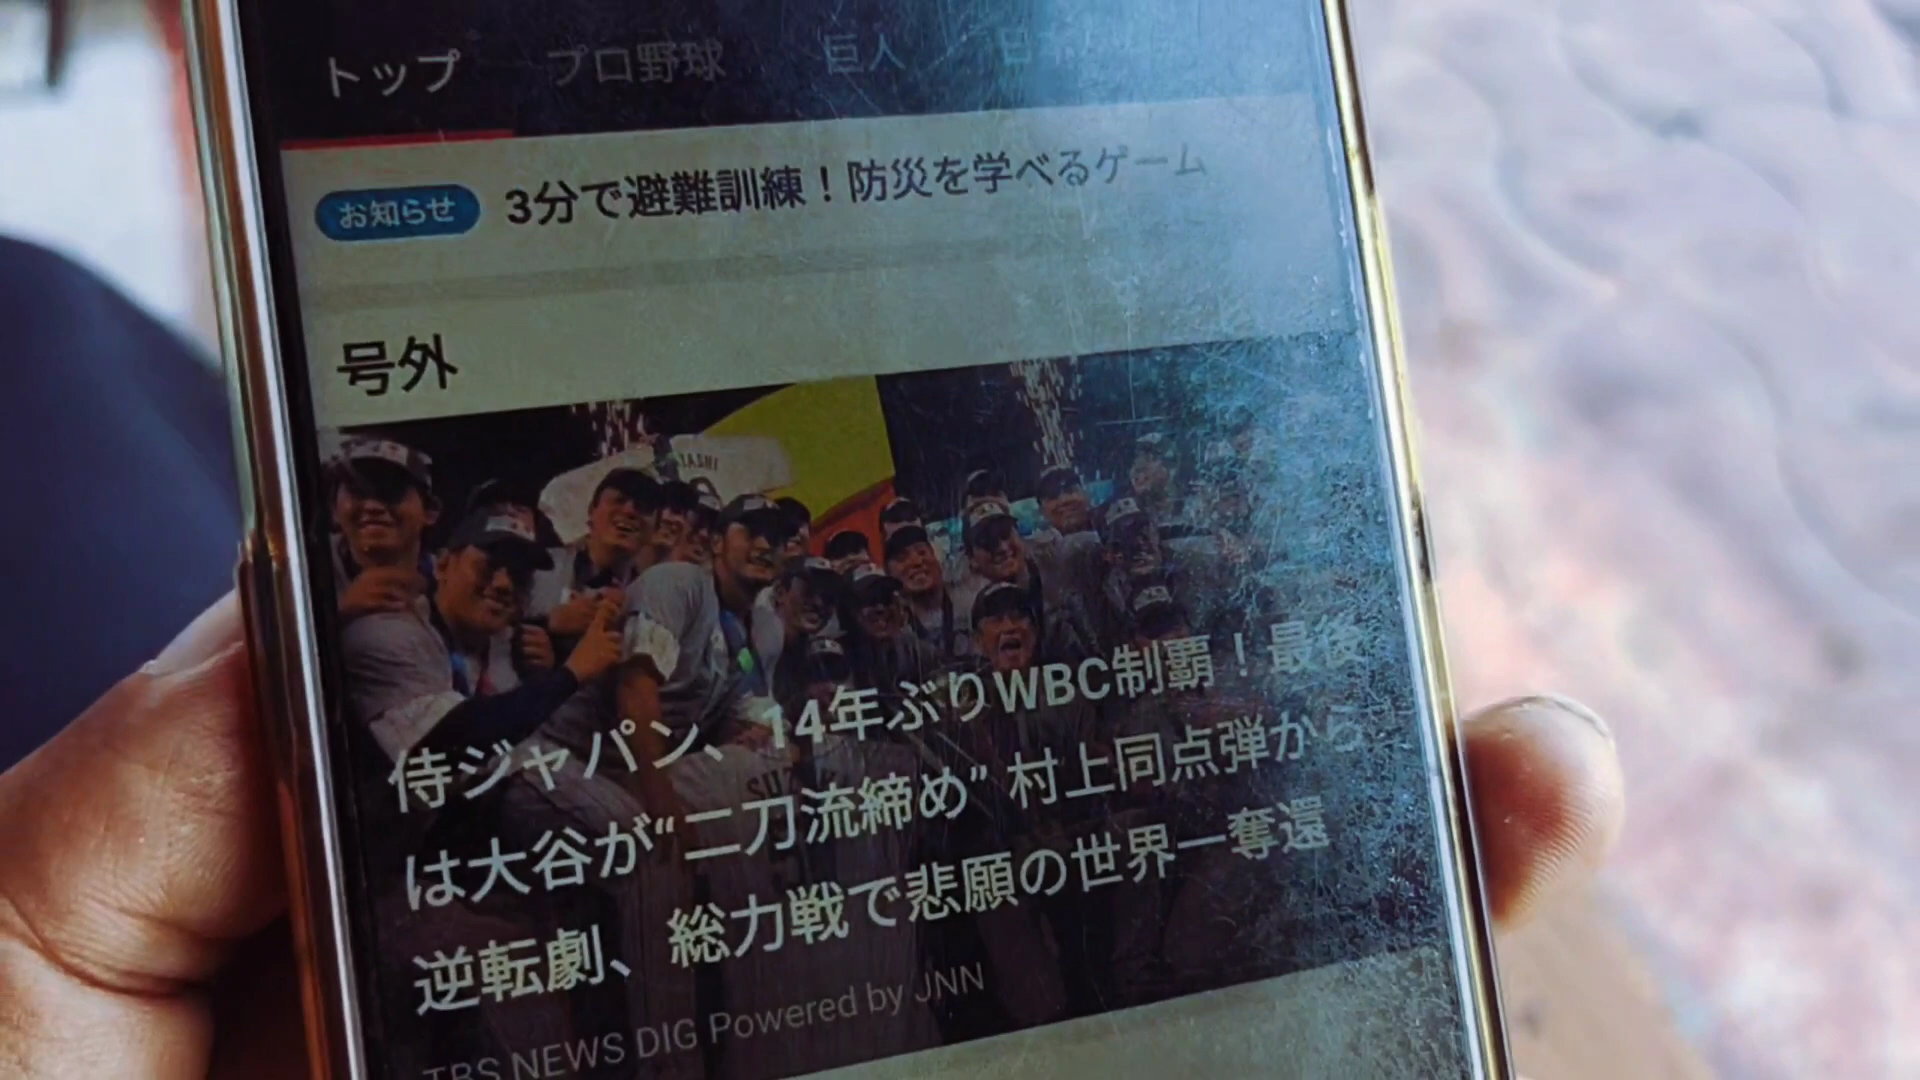 トップ プロ野球 巨人 日
お知らせ 3分で避難訓練！防災を学べるゲーム
号外
侍ジャパン、14年ぶりWBC制覇！最後
は大谷が“二刀流締め” 村上同点弾から
逆転劇、総力戦で悲願の世界一奪還
TBS NEWS DIG Powered by JNN